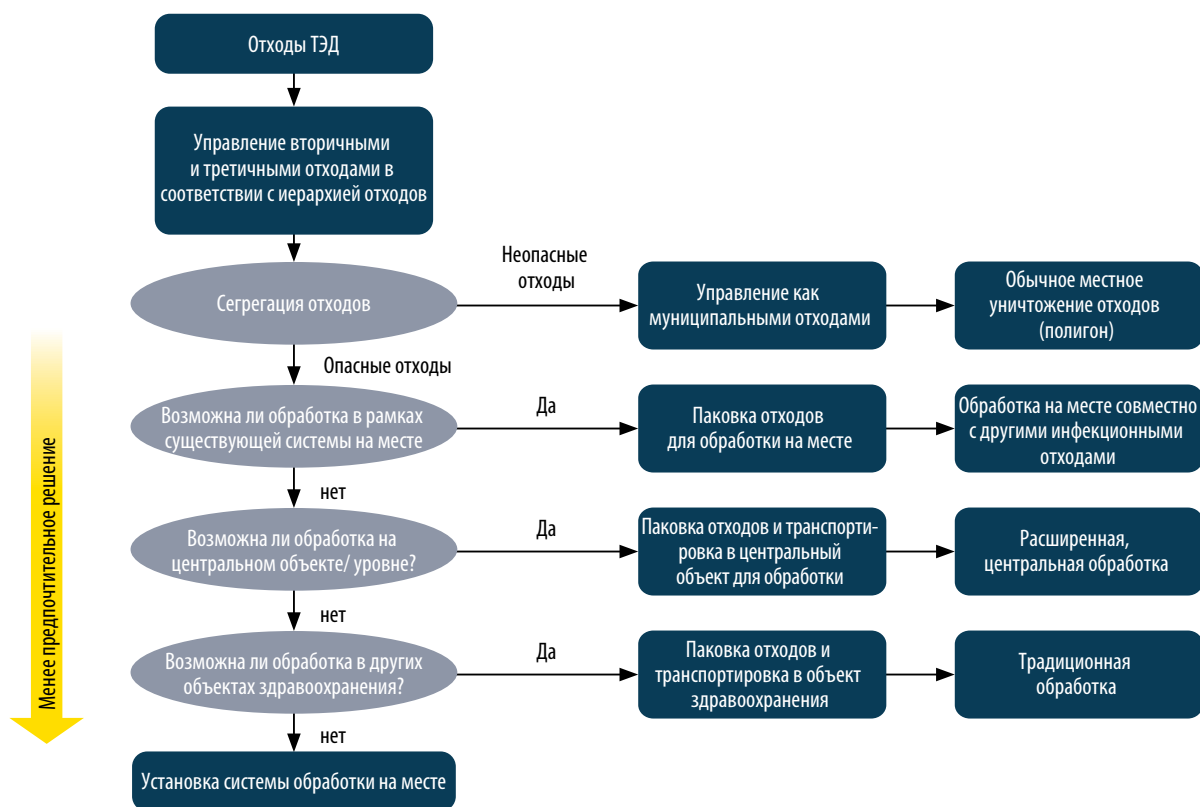 Отходы ТЭД
Управление вторичными
и третичными отходами в
соответствии с иерархией отходов
Сегрегация отходов
Неопасные
отходы
Управление как
муниципальными отходами
Обычное местное
уничтожение отходов
(полигон)
Опасные отходы
Возможна ли обработка в рамках
существующей системы на месте
Да
Паковка отходов
для обработки на месте
Обработка на месте совместно
с другими инфекционными
отходами
нет
Возможна ли обработка на
центральном объекте/ уровне?
Да
Паковка отходов и транспорти-
ровка в центральный
объект для обработки
Расширенная,
центральная обработка
нет
Возможна ли обработка в других
объектах здравоохранения?
Да
Паковка отходов и
транспортировка в объект
здравоохранения
Традиционная
обработка
нет
Установка системы обработки на месте
Менее предпочтительное решение